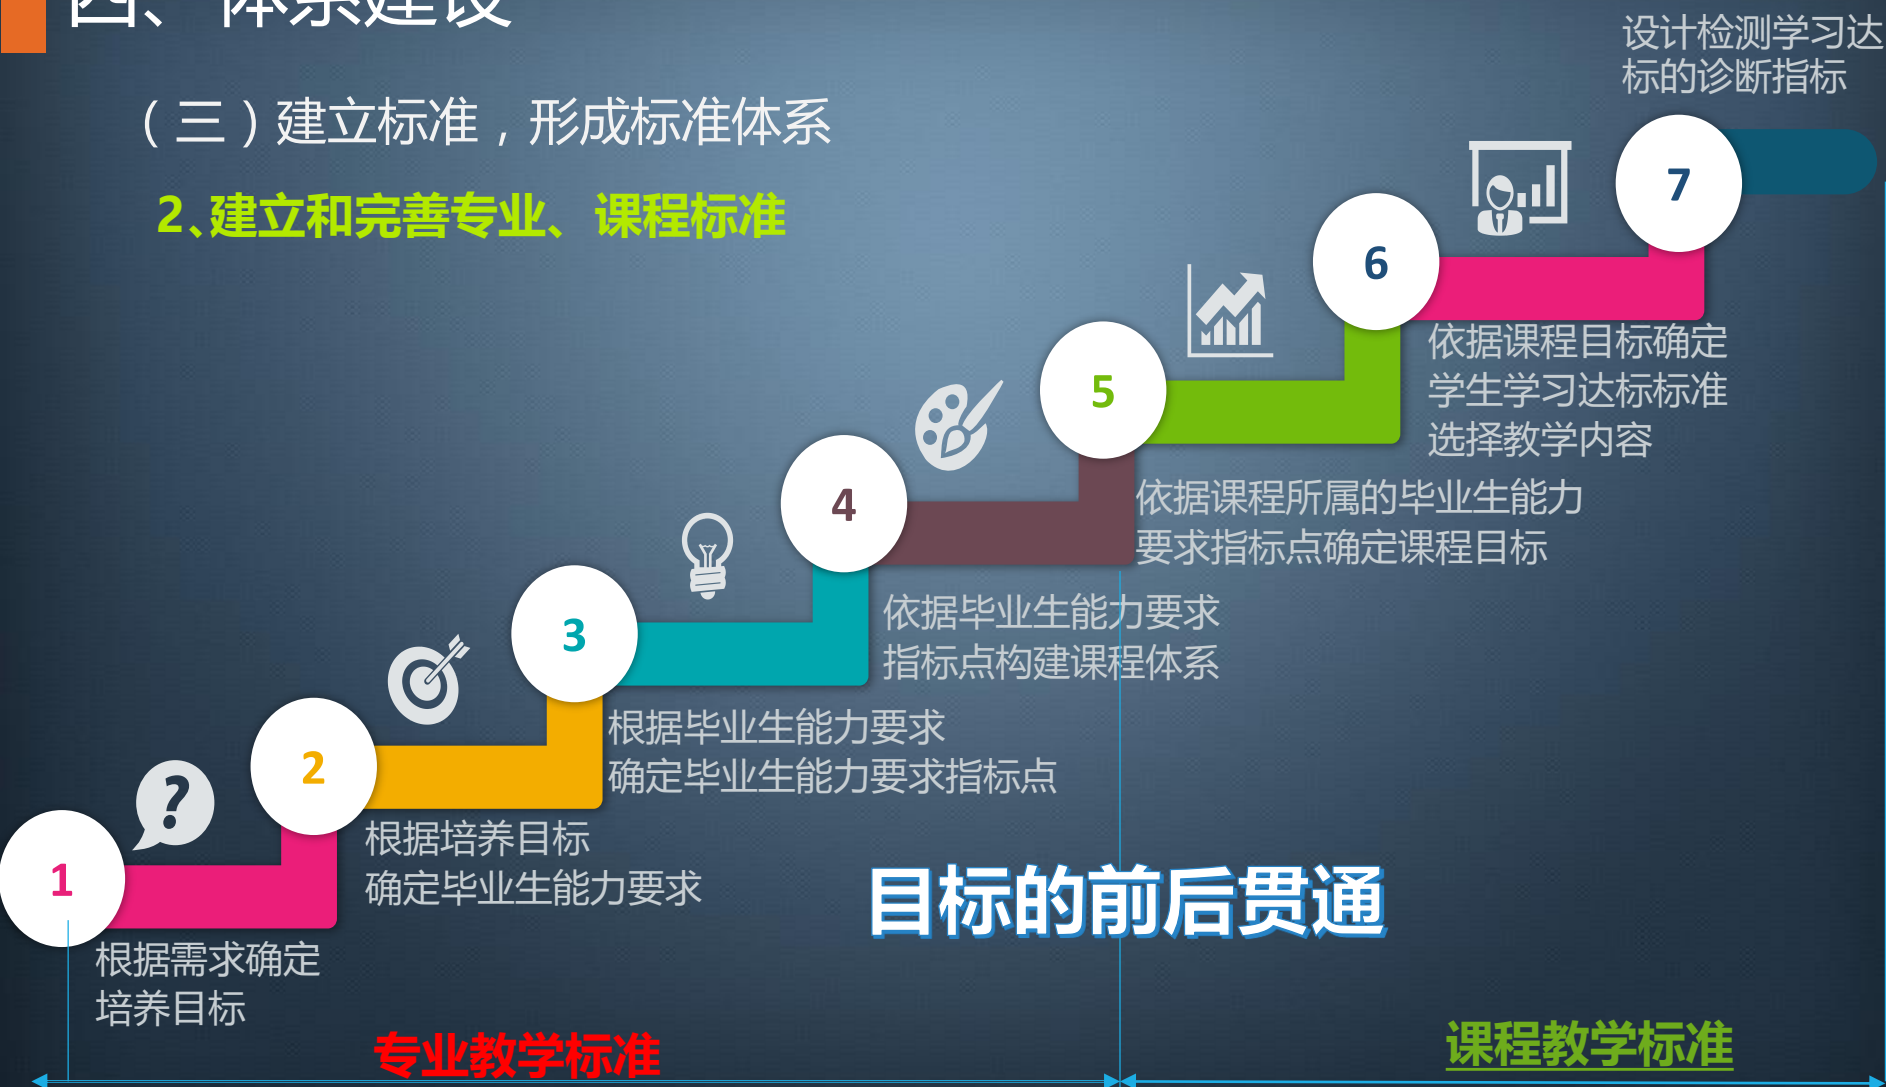 四、体系建设
（三）建立标准，形成标准体系
2、建立和完善专业、课程标准
设计检测学习达
标的诊断指标
7
6
依据课程目标确定
学生学习达标标准
选择教学内容
5
依据课程所属的毕业生能力
要求指标点确定课程目标
4
依据毕业生能力要求
指标点构建课程体系
3
根据毕业生能力要求
确定毕业生能力要求指标点
2
根据培养目标
确定毕业生能力要求
?
1
根据需求确定
培养目标
目标的前后贯通
专业教学标准
课程教学标准